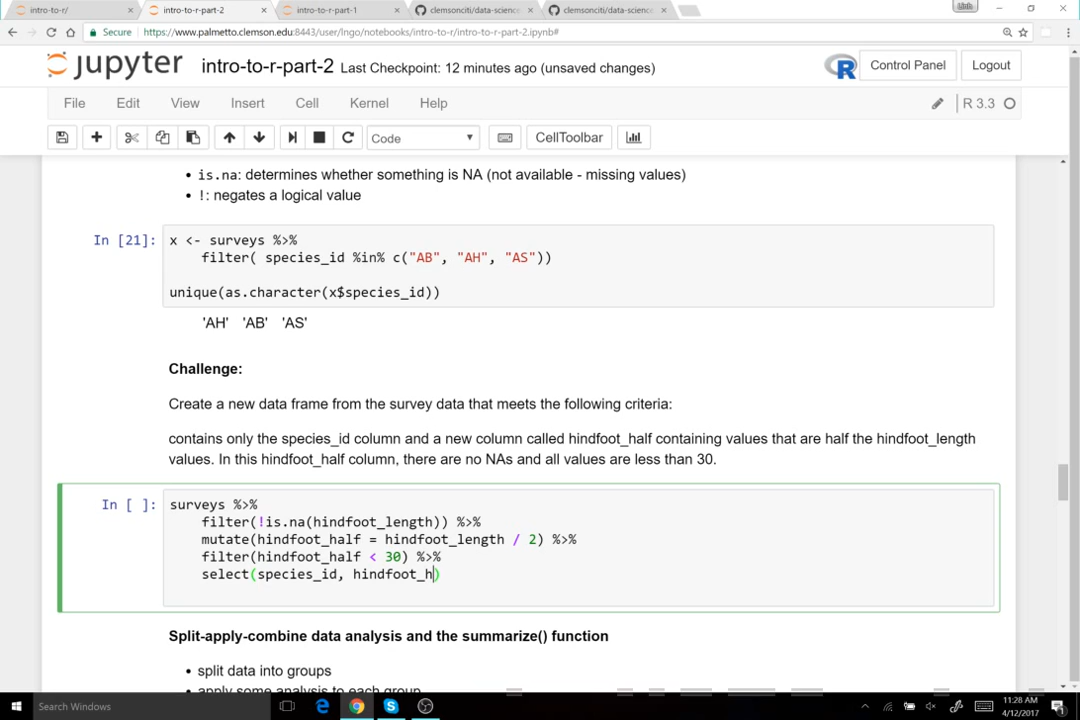 intro-to-r/
intro-to-r-part-2
intro-to-r-part-1
clemsonciti/data-science
clemsonciti/data-science
Secure https://www.palmetto.clemson.edu:8443/user/lngo/notebooks/intro-to-r/intro-to-r-part-2.ipynb#
jupyter intro-to-r-part-2 Last Checkpoint: 12 minutes ago (unsaved changes) R Control Panel Logout
File Edit View Insert Cell Kernel Help R 3.3
Code CellToolbar
• is.na: determines whether something is NA (not available - missing values)
• !: negates a logical value
In [21]: x <- surveys %>%
filter( species_id %in% c("AB", "AH", "AS"))
unique(as.character(x$species_id))
'AH' 'AB' 'AS'
Challenge:
Create a new data frame from the survey data that meets the following criteria:
contains only the species_id column and a new column called hindfoot_half containing values that are half the hindfoot_length
values. In this hindfoot_half column, there are no NAs and all values are less than 30.
In [ ]: surveys %>%
filter(!is.na(hindfoot_length)) %>%
mutate(hindfoot_half = hindfoot_length / 2) %>%
filter(hindfoot_half < 30) %>%
select(species_id, hindfoot_h)
Split-apply-combine data analysis and the summarize() function
• split data into groups
• apply some analysis to each group
Search Windows
11:28 AM
4/12/2017